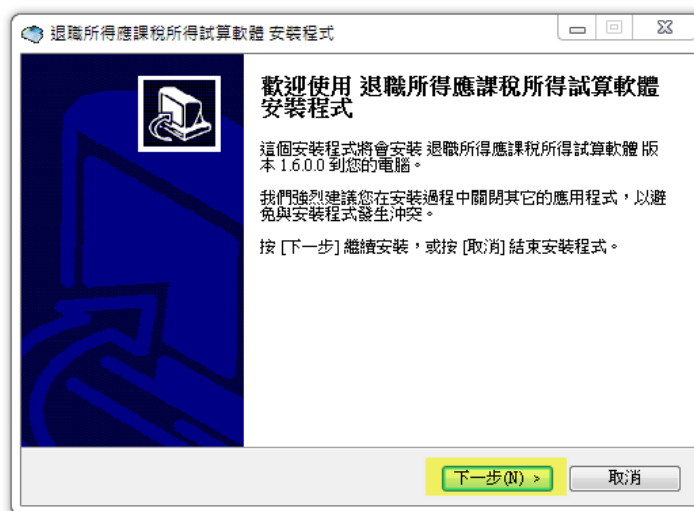 退職所得應課稅所得試算軟體 安裝程式
歡迎使用 退職所得應課稅所得試算軟體
安裝程式
這個安裝程式將會安裝 退職所得應課稅所得試算軟體 版
本 1.6.0.0 到您的電腦。
我們強烈建議您在安裝過程中關閉其它的應用程式，以避
免與安裝程式發生沖突。
按 [下一步] 繼續安裝，或按 [取消] 結束安裝程式。
下一步(N) >
取消